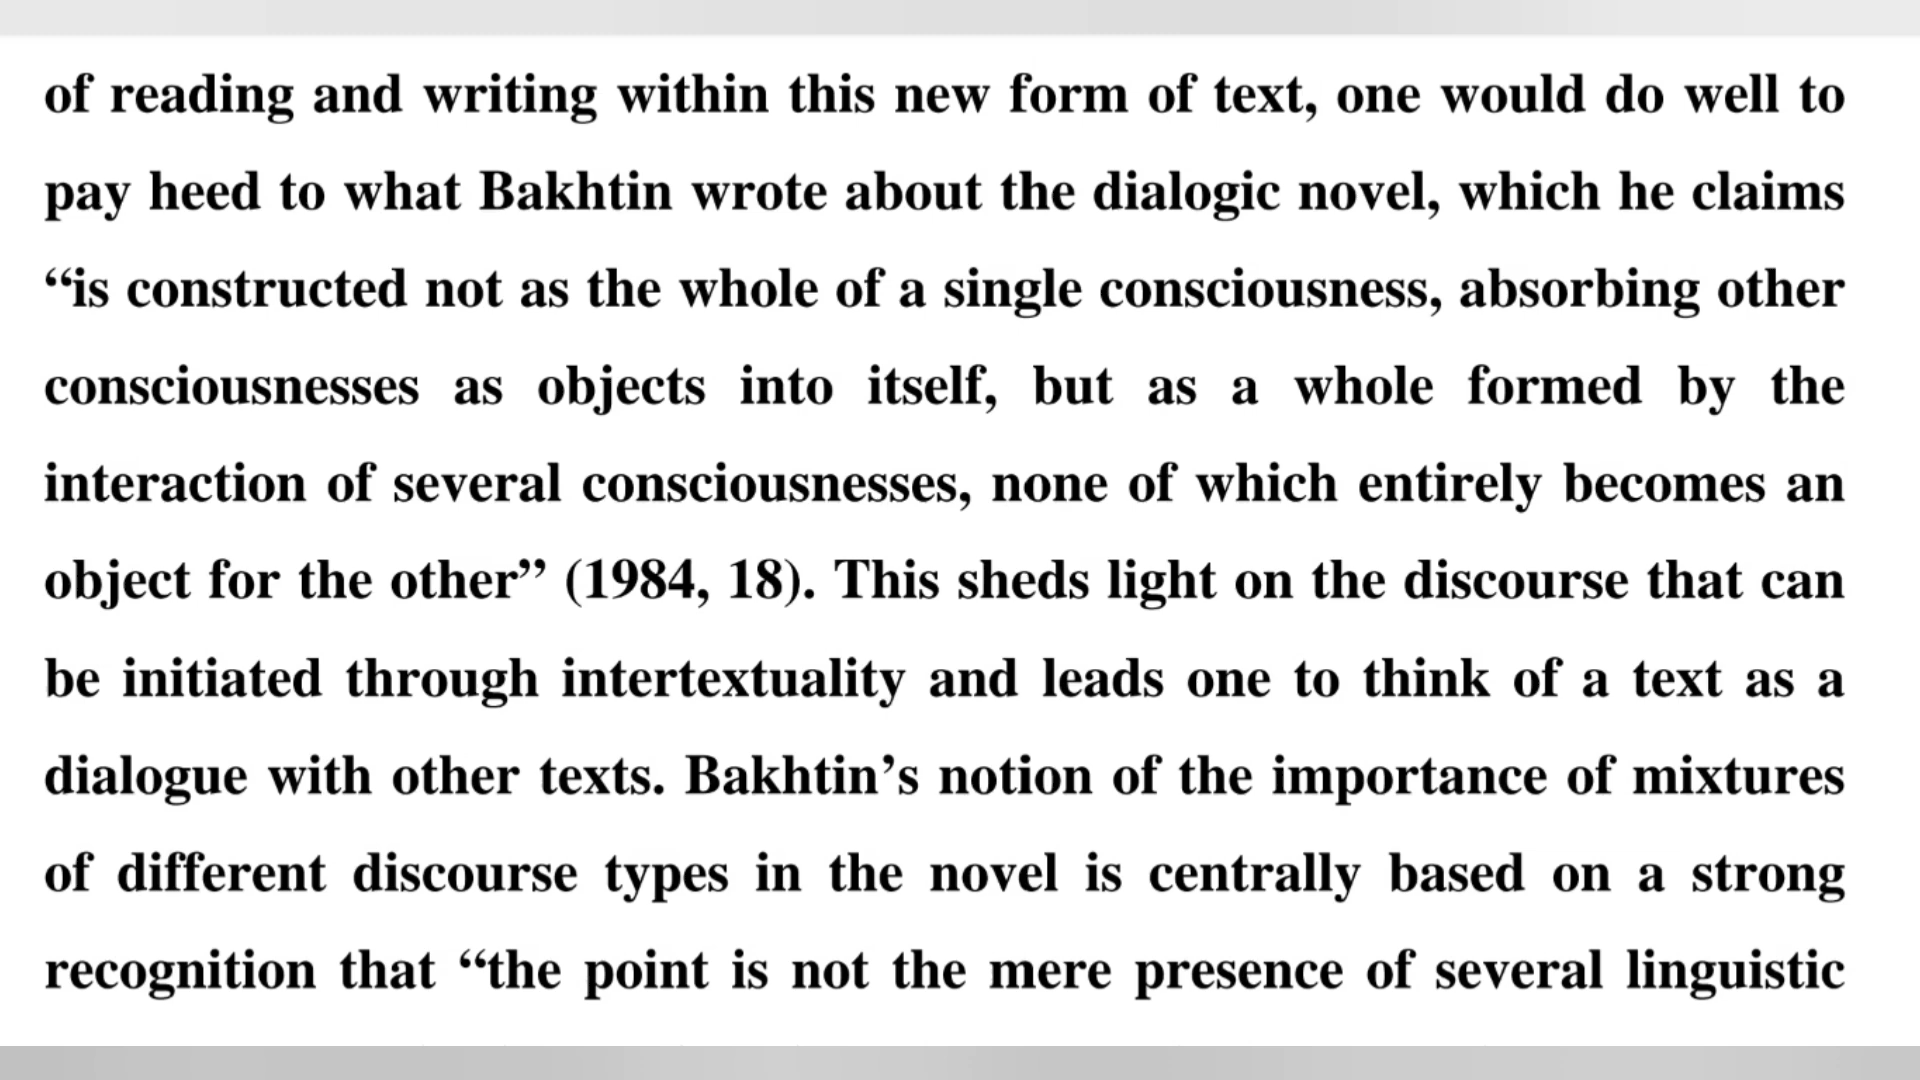 of reading and writing within this new form of text, one would do well to
pay heed to what Bakhtin wrote about the dialogic novel, which he claims
“is constructed not as the whole of a single consciousness, absorbing other
consciousnesses as objects into itself, but as a whole formed by the
interaction of several consciousnesses, none of which entirely becomes an
object for the other” (1984, 18). This sheds light on the discourse that can
be initiated through intertextuality and leads one to think of a text as a
dialogue with other texts. Bakhtin’s notion of the importance of mixtures
of different discourse types in the novel is centrally based on a strong
recognition that “the point is not the mere presence of several linguistic